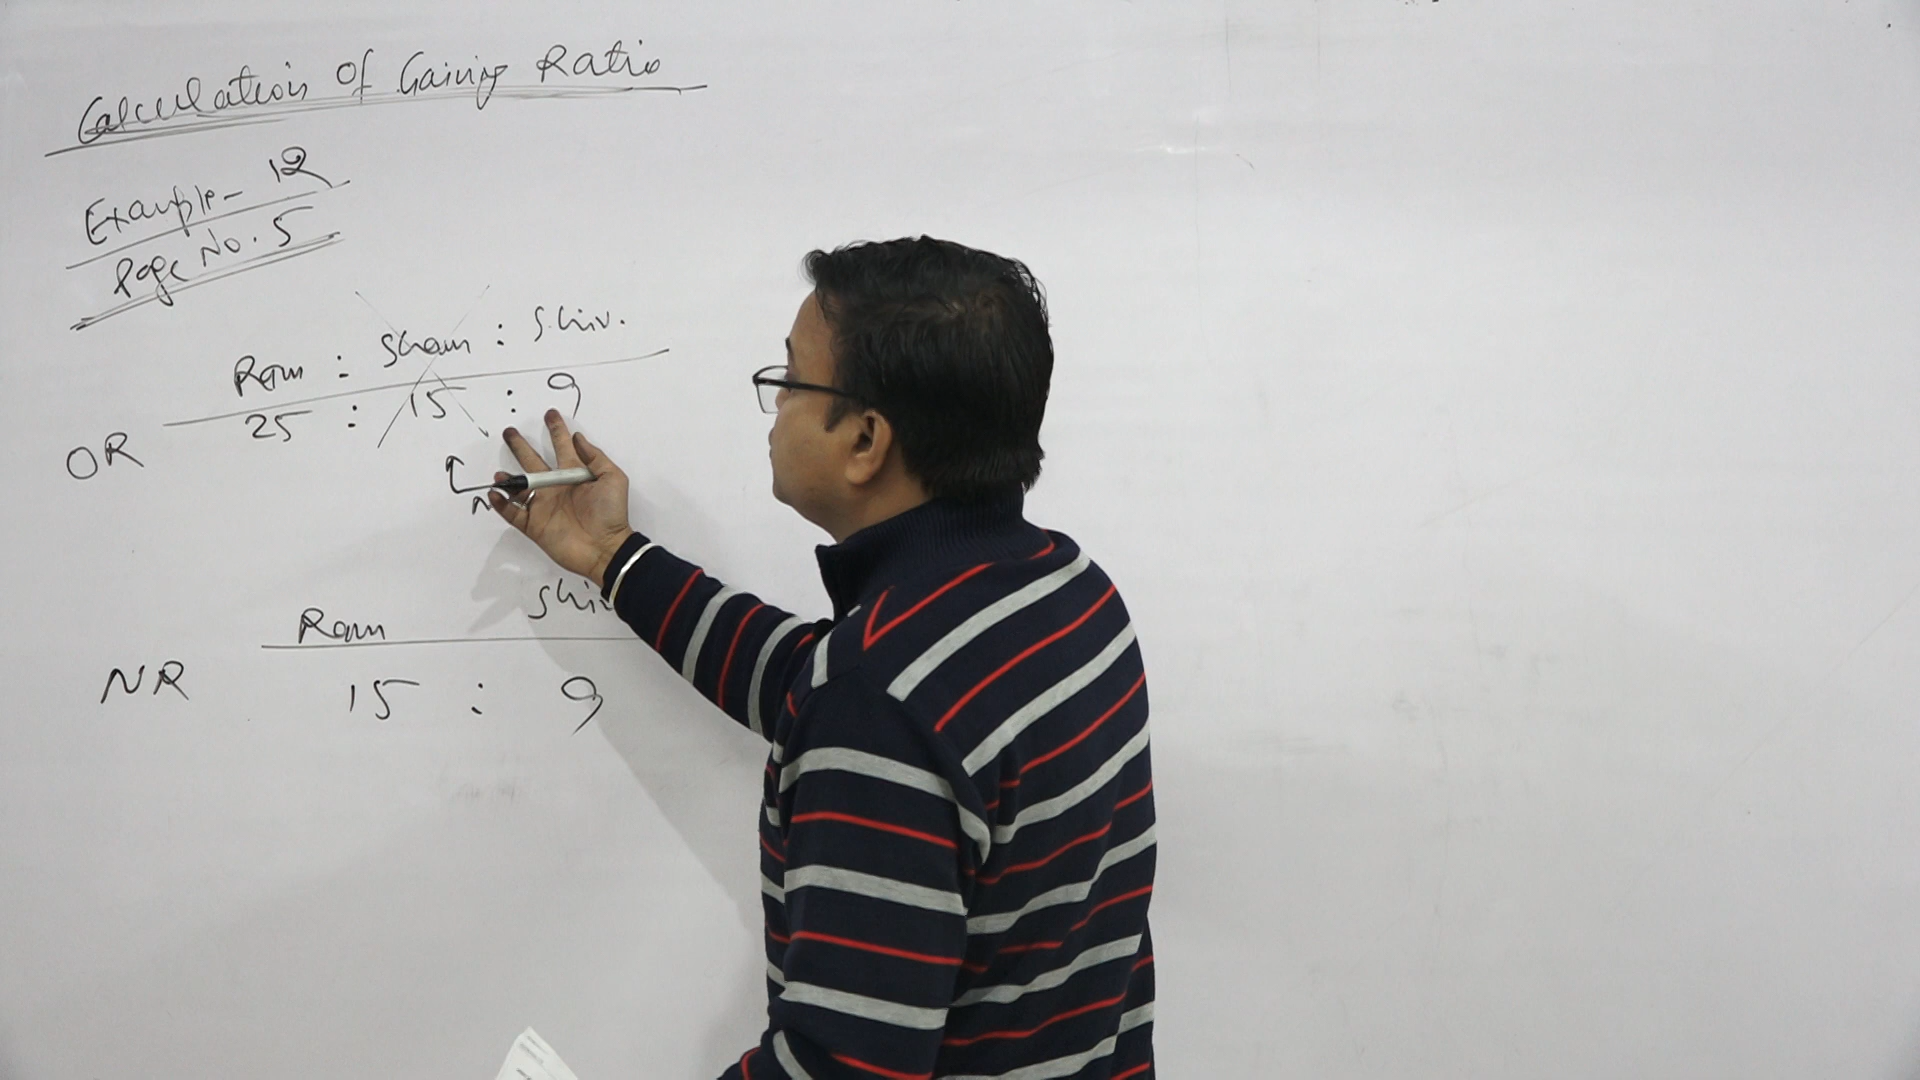 Calculation Of Gaining Ratio
Example - 12
Page No. 5
Ram : Sham : Shiv.
OR 25 : 15 : 9
Ram Shiv
NR 15 : 9